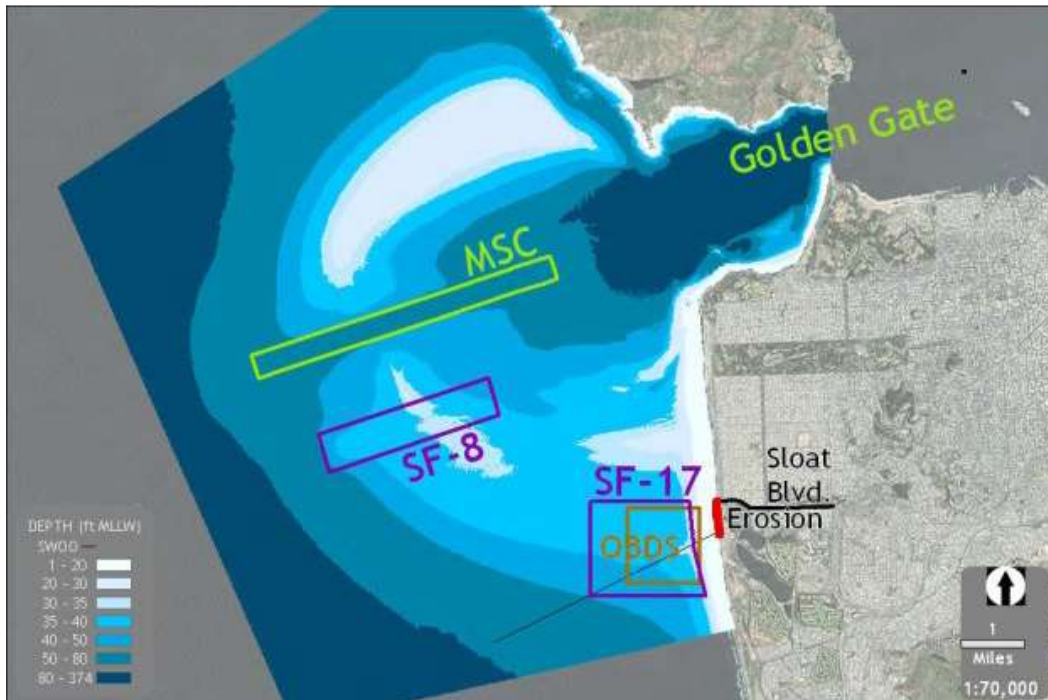 Golden Gate
MSC
SF-8
SF-17
OBDS
Sloat
Blvd.
Erosion
DEPTH (ft MLLW)
SWOO
1 - 20
20 - 30
30 - 35
35 - 40
40 - 50
50 - 80
80 - 374
1
Miles
1:70,000